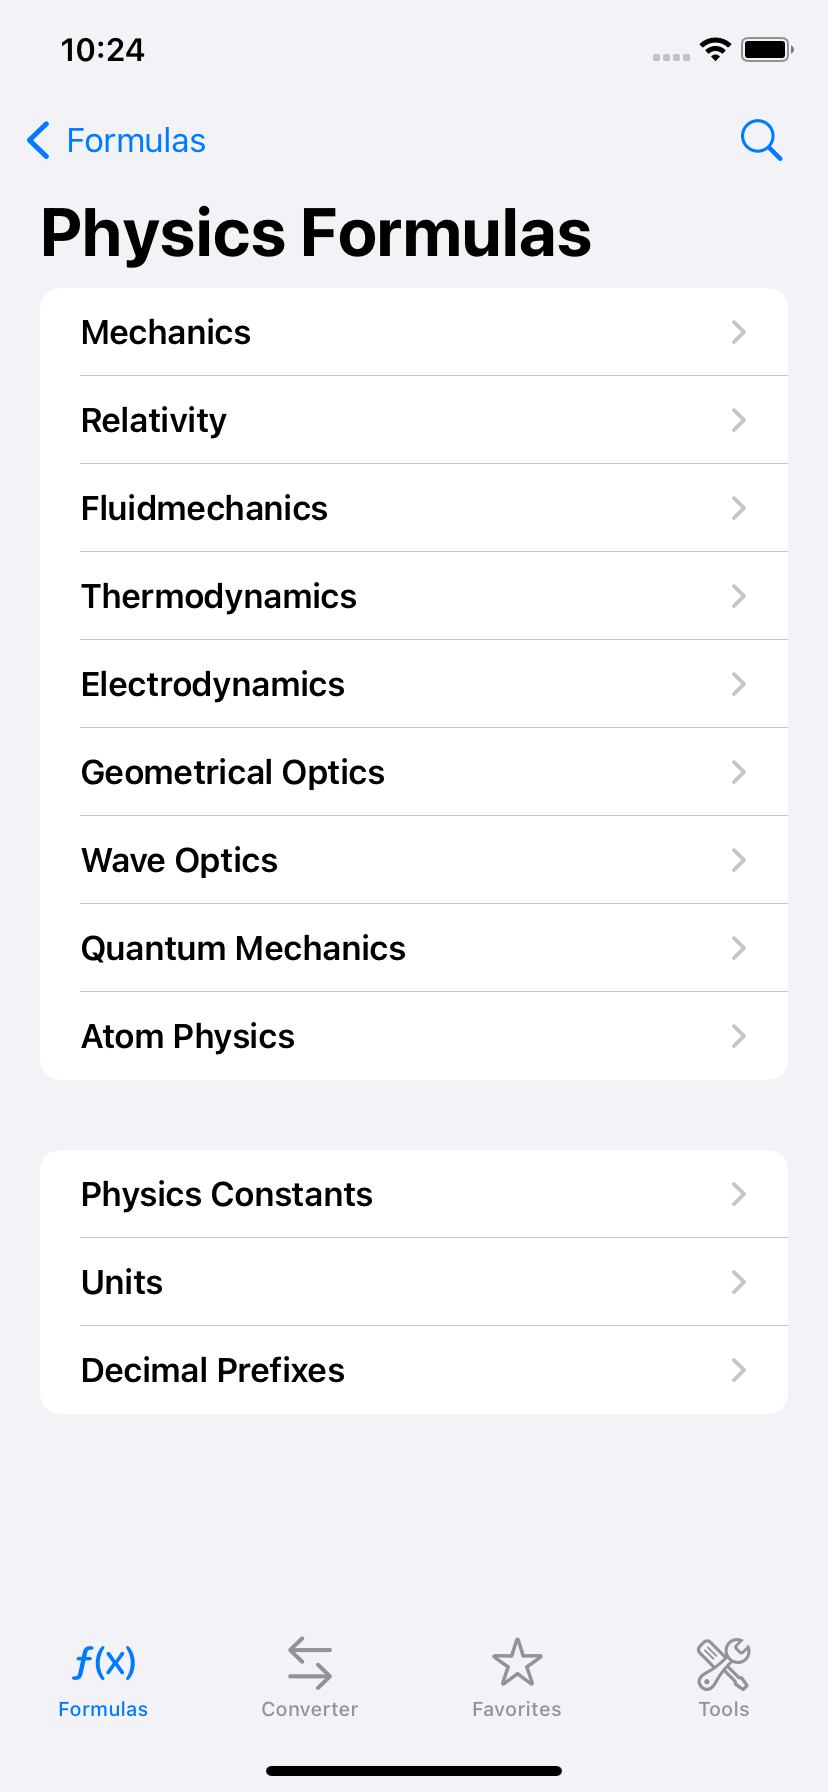 10:24
Formulas
Physics Formulas
Mechanics
Relativity
Fluidmechanics
Thermodynamics
Electrodynamics
Geometrical Optics
Wave Optics
Quantum Mechanics
Atom Physics
Physics Constants
Units
Decimal Prefixes
f(x)
Formulas
Converter
Favorites
Tools